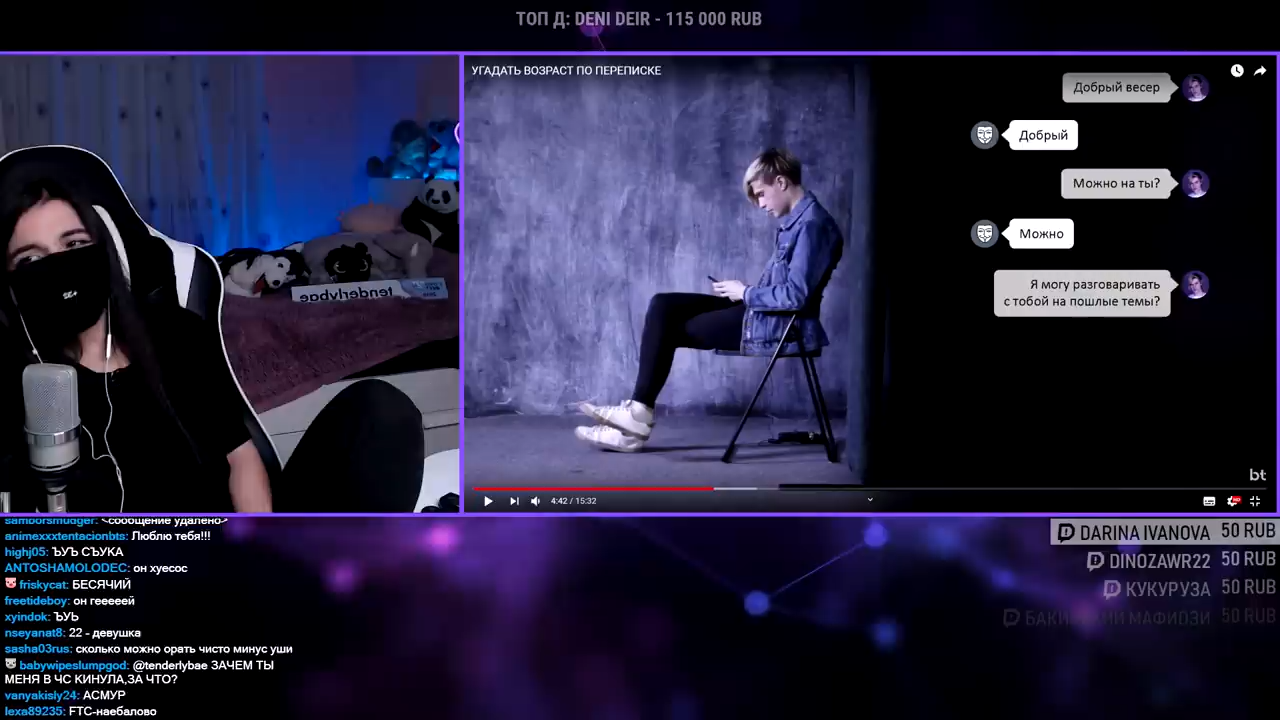 ТОП Д: DENI DEIR - 115 000 RUB
УГАДАТЬ ВОЗРАСТ ПО ПЕРЕПИСКЕ
Добрый весер
Добрый
Можно на ты?
Можно
Я могу разговаривать
с тобой на пошлые темы?
tenderlybae
bt
4:42 / 15:32
samborsmudger: <сообщение удалено>
animexxxtentacionbts: Люблю тебя!!!
highj05: ЪУЪ СЪУКА
ANTOSHAMOLODEC: он хуесос
friskycat: БЕСЯЧИЙ
freetideboy: он гееееей
xyindok: ЪУЬ
nseyanat8: 22 - девушка
sasha03rus: сколько можно орать чисто минус уши
babywipeslumpgod: @tenderlybae ЗАЧЕМ ТЫ
МЕНЯ В ЧС КИНУЛА,ЗА ЧТО?
vanyakisly24: АСМУР
lexa89235: FTC-наебалово
DARINA IVANOVA 50 RUB
DINOZAWR22 50 RUB
КУКУРУЗА 50 RUB
МАФИДЗИ 50 RUB